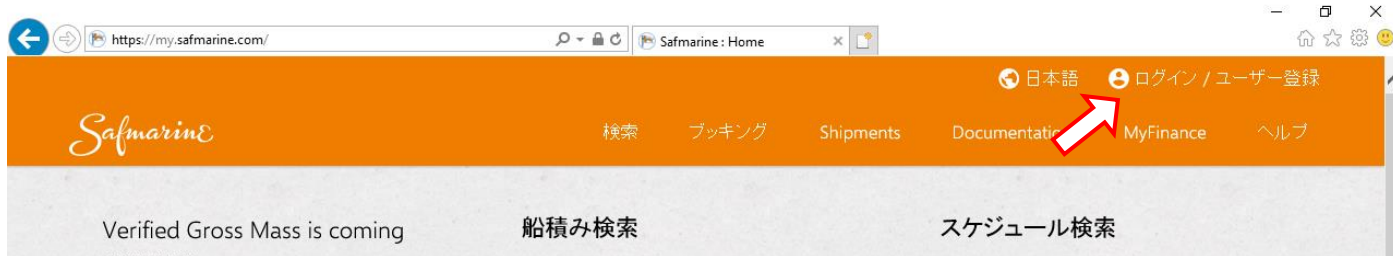 https://my.safmarine.com/
Safmarine : Home
日本語 ログイン / ユーザー登録
Safmarine
検索 ブッキング Shipments MyFinance ヘルプ
Verified Gross Mass is coming 船積み検索 スケジュール検索